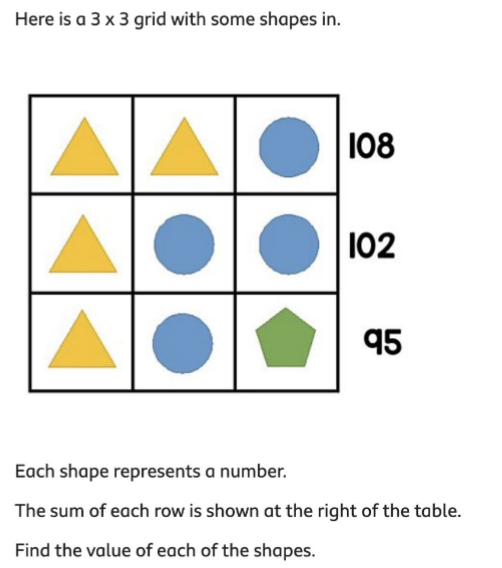 Here is a 3 x 3 grid with some shapes in.
108
102
95
Each shape represents a number.
The sum of each row is shown at the right of the table.
Find the value of each of the shapes.